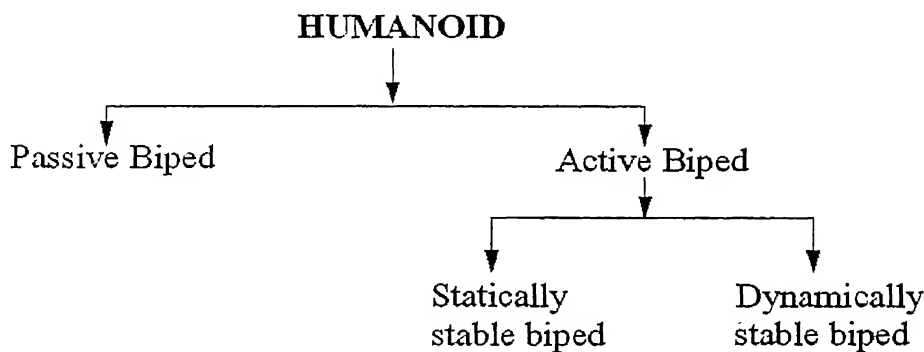 HUMANOID
Passive Biped
Active Biped
Statically
stable biped
Dynamically
stable biped